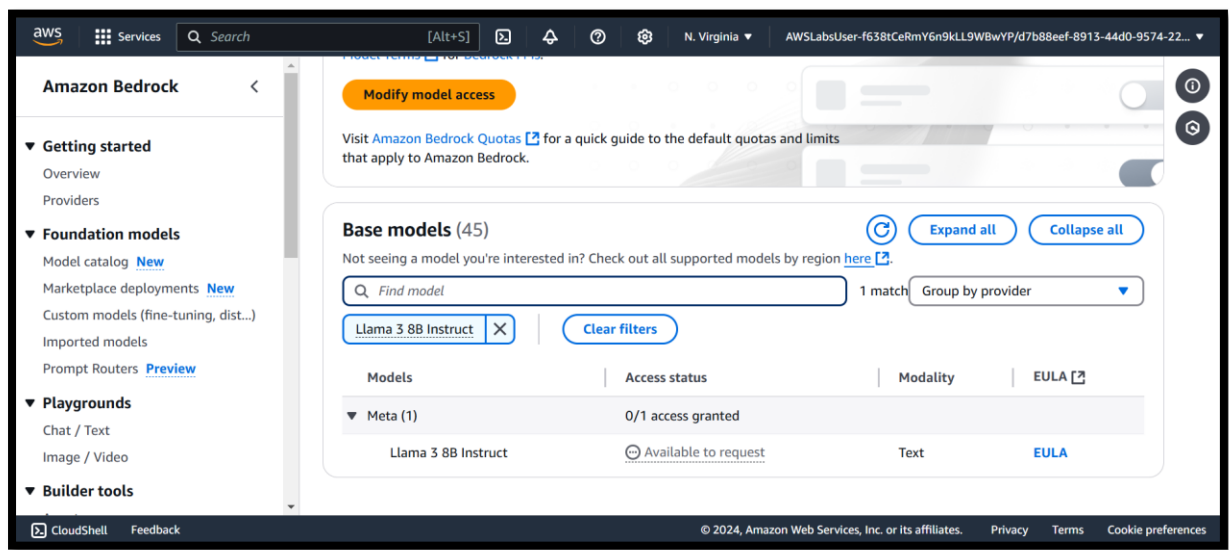 aws
Services
Search [Alt+S]
N. Virginia
AWSLabsUser-f638tCeRmY6n9kLL9WBwYP/d7b88eef-8913-44d0-9574-22...
Amazon Bedrock
Getting started
Overview
Providers
Foundation models
Model catalog New
Marketplace deployments New
Custom models (fine-tuning, dist...)
Imported models
Prompt Routers Preview
Playgrounds
Chat / Text
Image / Video
Builder tools
Model Terms for Bedrock FMs.
Modify model access
Visit Amazon Bedrock Quotas for a quick guide to the default quotas and limits
that apply to Amazon Bedrock.
Base models (45)
Expand all
Collapse all
Not seeing a model you're interested in? Check out all supported models by region here.
Find model
1 match
Group by provider
Llama 3 8B Instruct
Clear filters
Models Access status Modality EULA
Meta (1) 0/1 access granted
Llama 3 8B Instruct Available to request Text EULA
CloudShell Feedback © 2024, Amazon Web Services, Inc. or its affiliates. Privacy Terms Cookie preferences